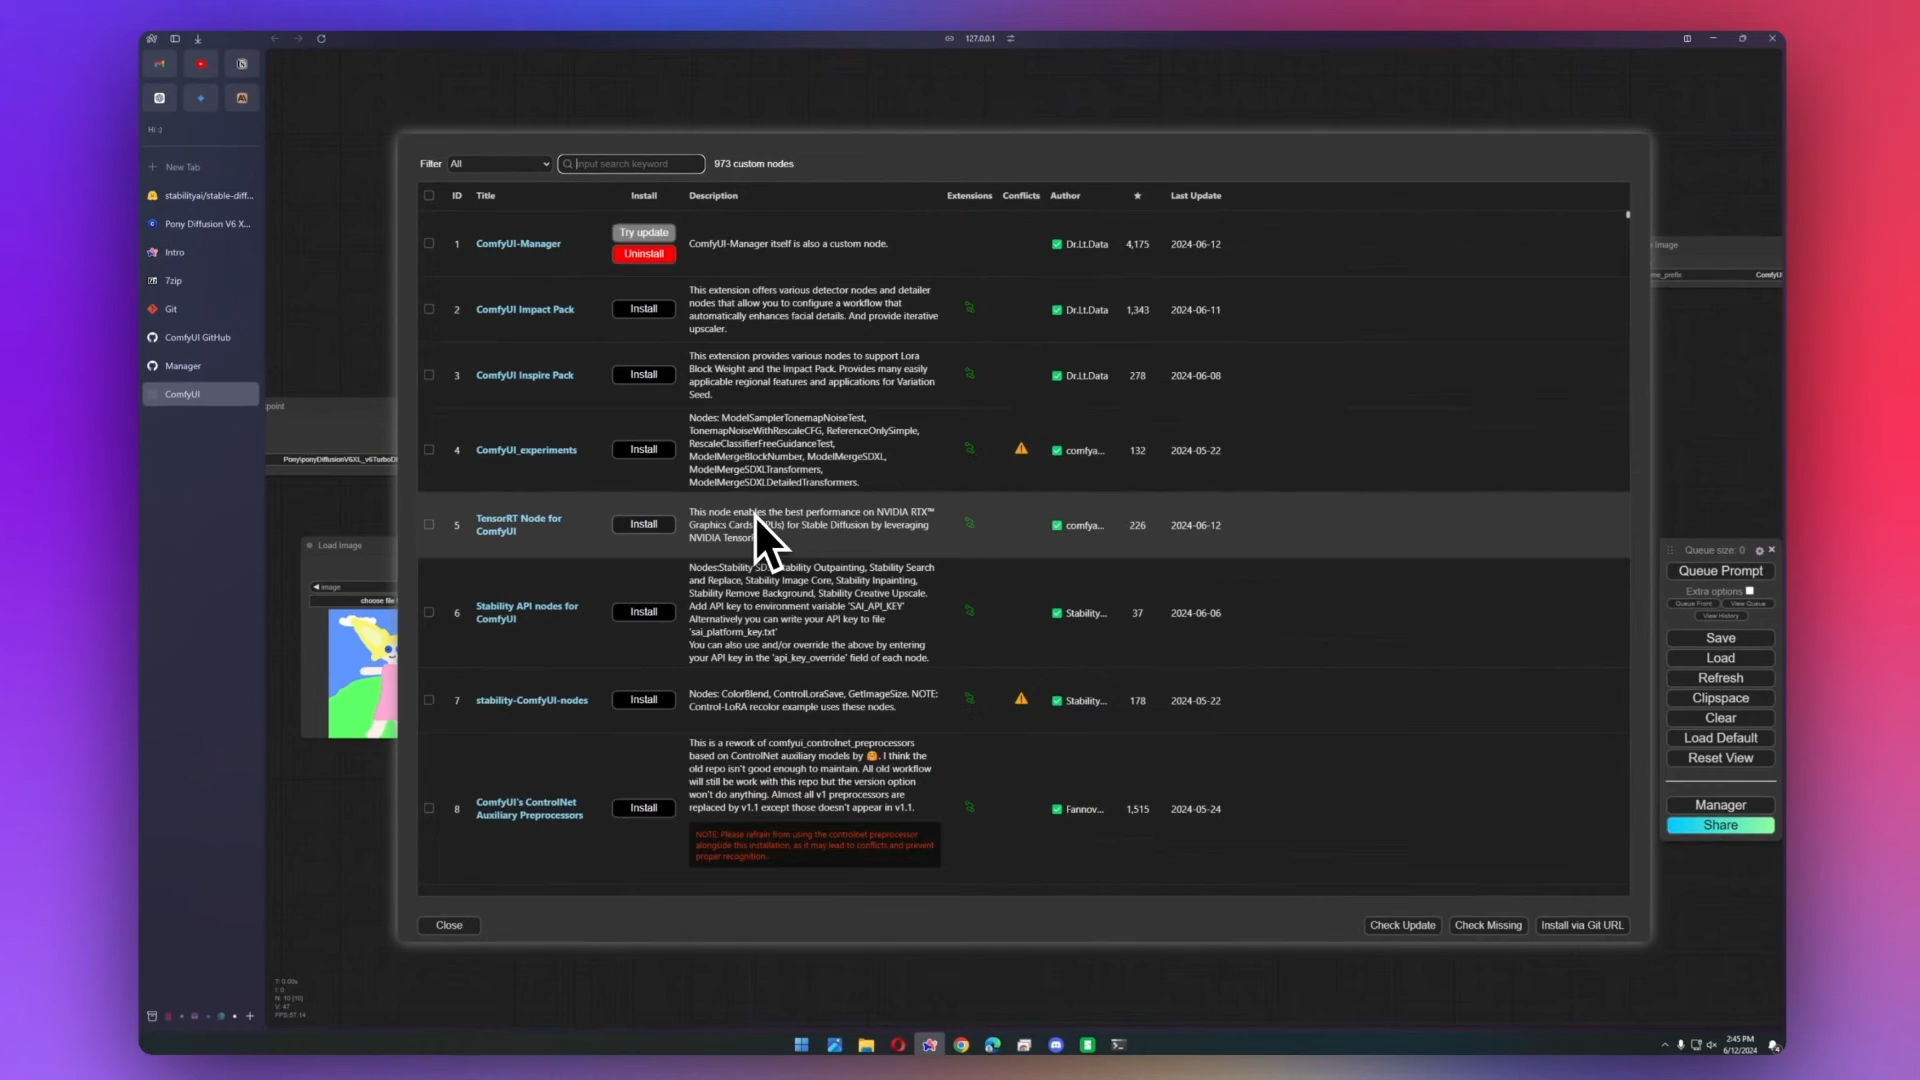 127.0.0.1
Hi :)
New Tab
stabilityai/stable-diff...
Pony Diffusion V6 X...
Intro
7zip
Git
ComfyUI GitHub
Manager
ComfyUI
Filter All input search keyword 973 custom nodes
ID Title Install Description Extensions Conflicts Author ★ Last Update
1 ComfyUI-Manager Try update
Uninstall
ComfyUI-Manager itself is also a custom node. Dr.Lt.Data 4,175 2024-06-12
2 ComfyUI Impact Pack Install
This extension offers various detector nodes and detailer
nodes that allow you to configure a workflow that
automatically enhances facial details. And provide iterative
upscaler.
Dr.Lt.Data 1,343 2024-06-11
3 ComfyUI Inspire Pack Install
This extension provides various nodes to support Lora
Block Weight and the Impact Pack. Provides many easily
applicable regional features and applications for Variation
Seed.
Dr.Lt.Data 278 2024-06-08
4 ComfyUI_experiments Install
Nodes: ModelSamplerTonemapNoiseTest,
TonemapNoiseWithRescaleCFG, ReferenceOnlySimple,
RescaleClassifierFreeGuidanceTest,
ModelMergeBlockNumber, ModelMergeSDXL,
ModelMergeSDXLTransformers,
ModelMergeSDXLDetailedTransformers.
comfya... 132 2024-05-22
5 TensorRT Node for
ComfyUI
Install
This node enables the best performance on NVIDIA RTX™
Graphics Cards for Stable Diffusion by leveraging
NVIDIA
comfya... 226 2024-06-12
6 Stability API nodes for
ComfyUI
Install
Nodes:Stability Outpainting, Stability Search
and Replace, Stability Image Core, Stability Inpainting,
Stability Remove Background, Stability Creative Upscale.
Add API key to environment variable 'SAI_API_KEY'
Alternatively you can write your API key to file
'sai_platform_key.txt'
You can also use and/or override the above by entering
your API key in the 'api_key_override' field of each node.
Stability... 37 2024-06-06
7 stability-ComfyUI-nodes Install
Nodes: ColorBlend, ControlLoraSave, GetImageSize. NOTE:
Control-LoRA recolor example uses these nodes.
Stability... 178 2024-05-22
8 ComfyUI's ControlNet
Auxiliary Preprocessors
Install
This is a rework of comfyui_controlnet_preprocessors
based on ControlNet auxiliary models by 🤗. I think the
old repo isn't good enough to maintain. All old workflow
will still be work with this repo but the version option
won't do anything. Almost all v1 preprocessors are
replaced by v1.1 except those doesn't appear in v1.1.
NOTE: Please refrain from using the controlnet preprocessor
alongside this installation, as it may lead to conflicts and prevent
proper recognition.
Fannov... 1,515 2024-05-24
Close Check Update Check Missing Install via Git URL
point
Load Image
image
choose file
Image
ComfyUI
Queue size: 0
Queue Prompt
Extra options
Queue Front View Queue
View History
Save
Load
Refresh
Clipspace
Clear
Load Default
Reset View
Manager
Share
T: 0.00s
I: 0
N: 10 [10]
V: 47
FPS:57.14
2:45 PM
6/12/2024